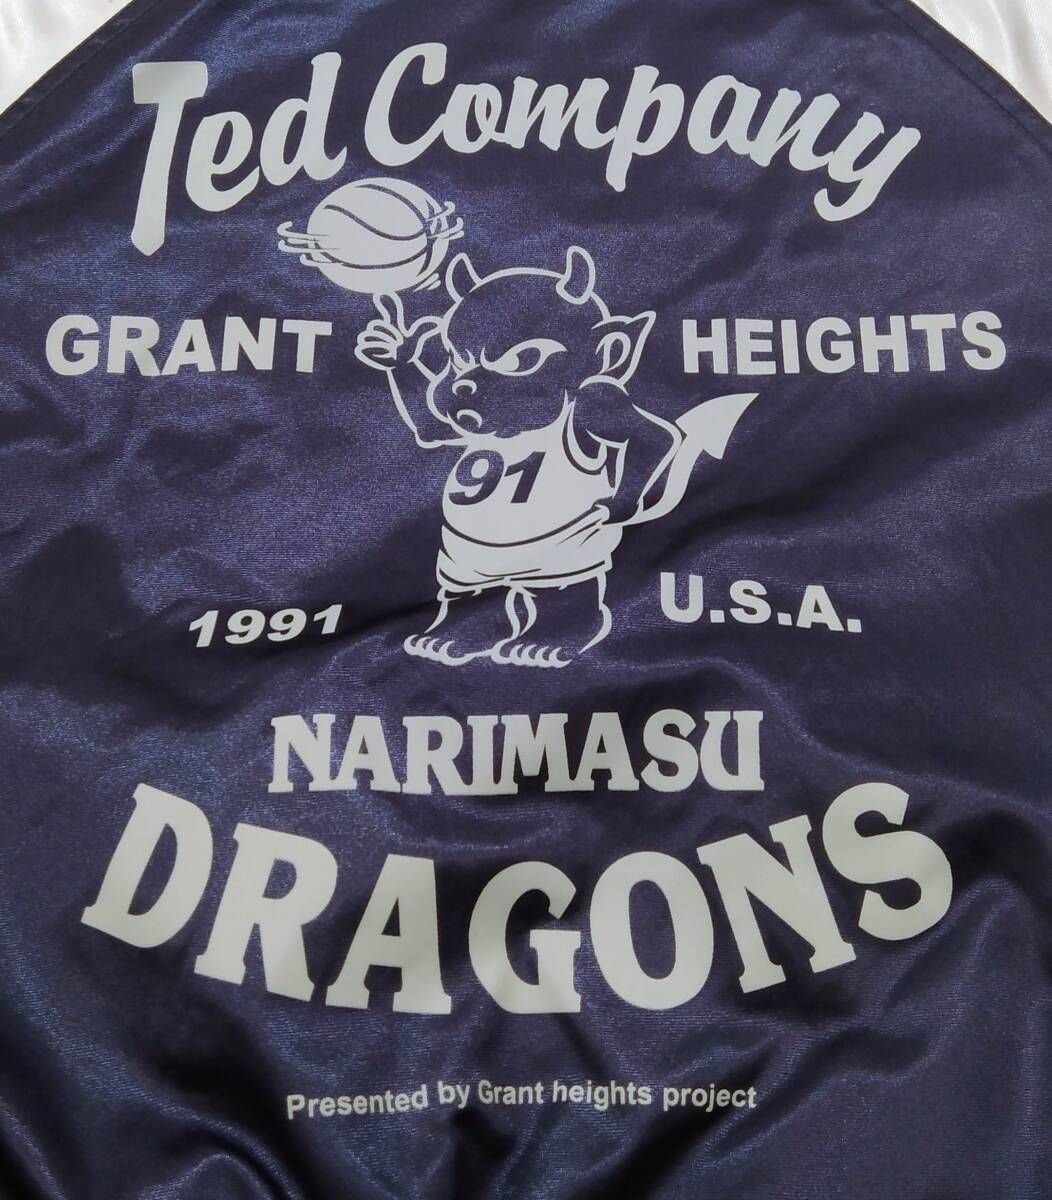 Ted Company
GRANT HEIGHTS
91
1991 U.S.A.
NARIMASU
DRAGONS
Presented by Grant heights project